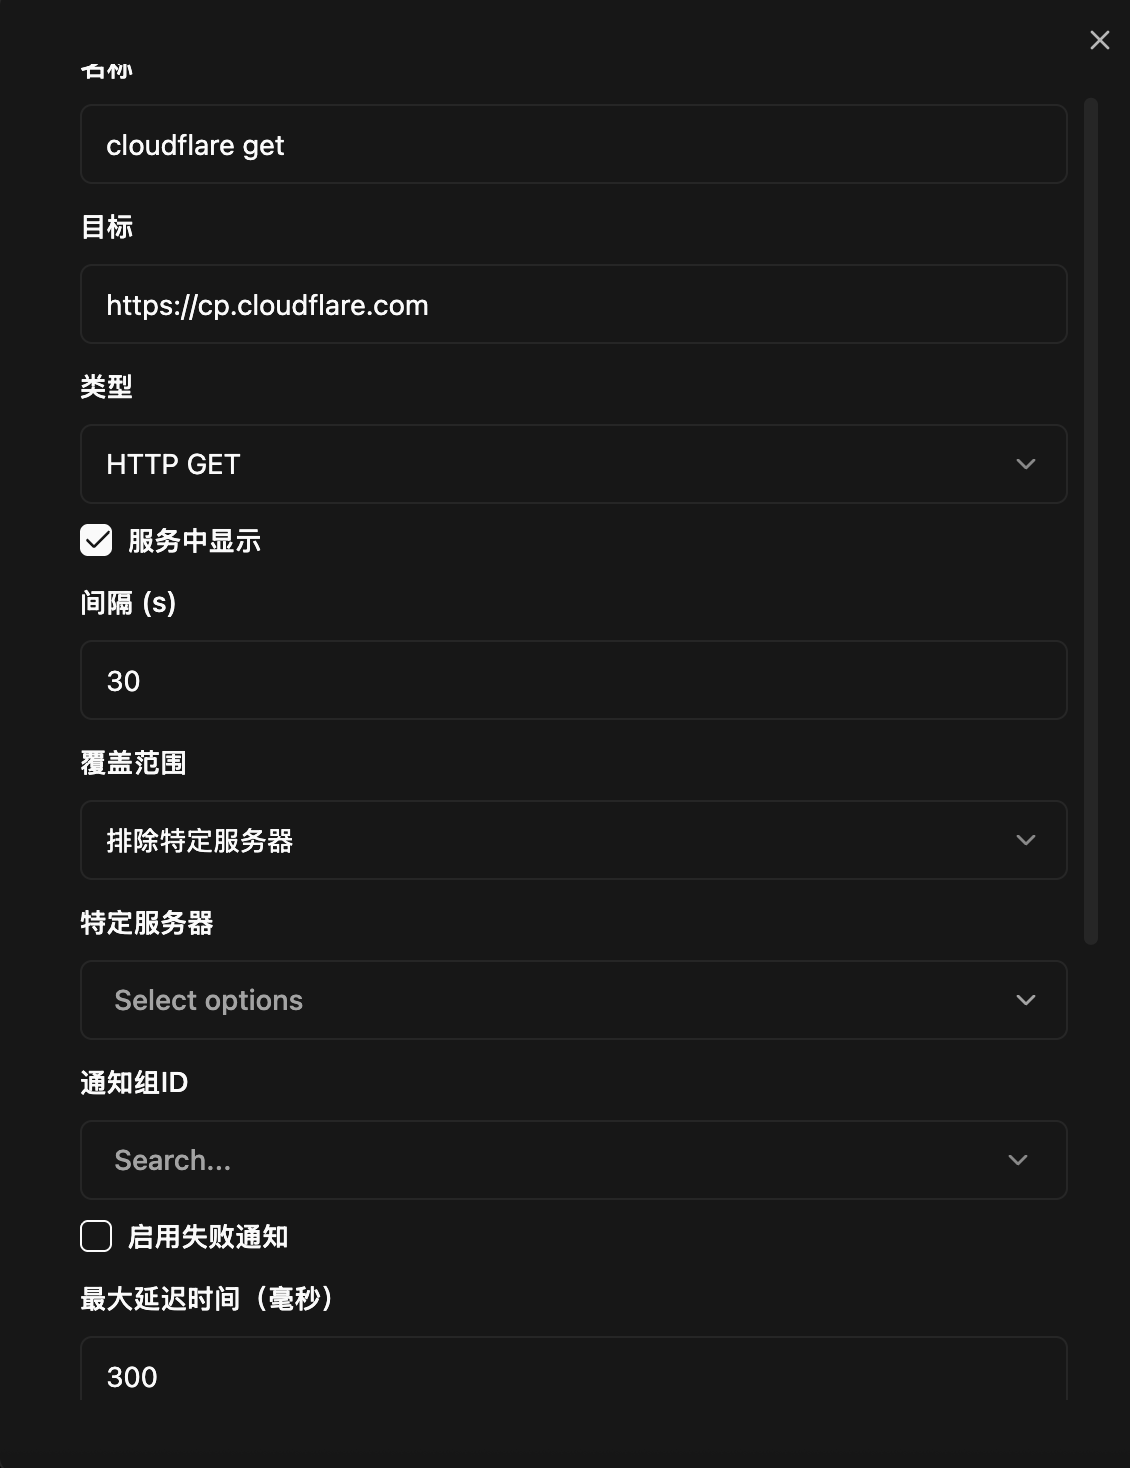 名称
cloudflare get
目标
https://cp.cloudflare.com
类型
HTTP GET
服务中显示
间隔 (s)
30
覆盖范围
排除特定服务器
特定服务器
Select options
通知组ID
Search...
启用失败通知
最大延迟时间（毫秒）
300